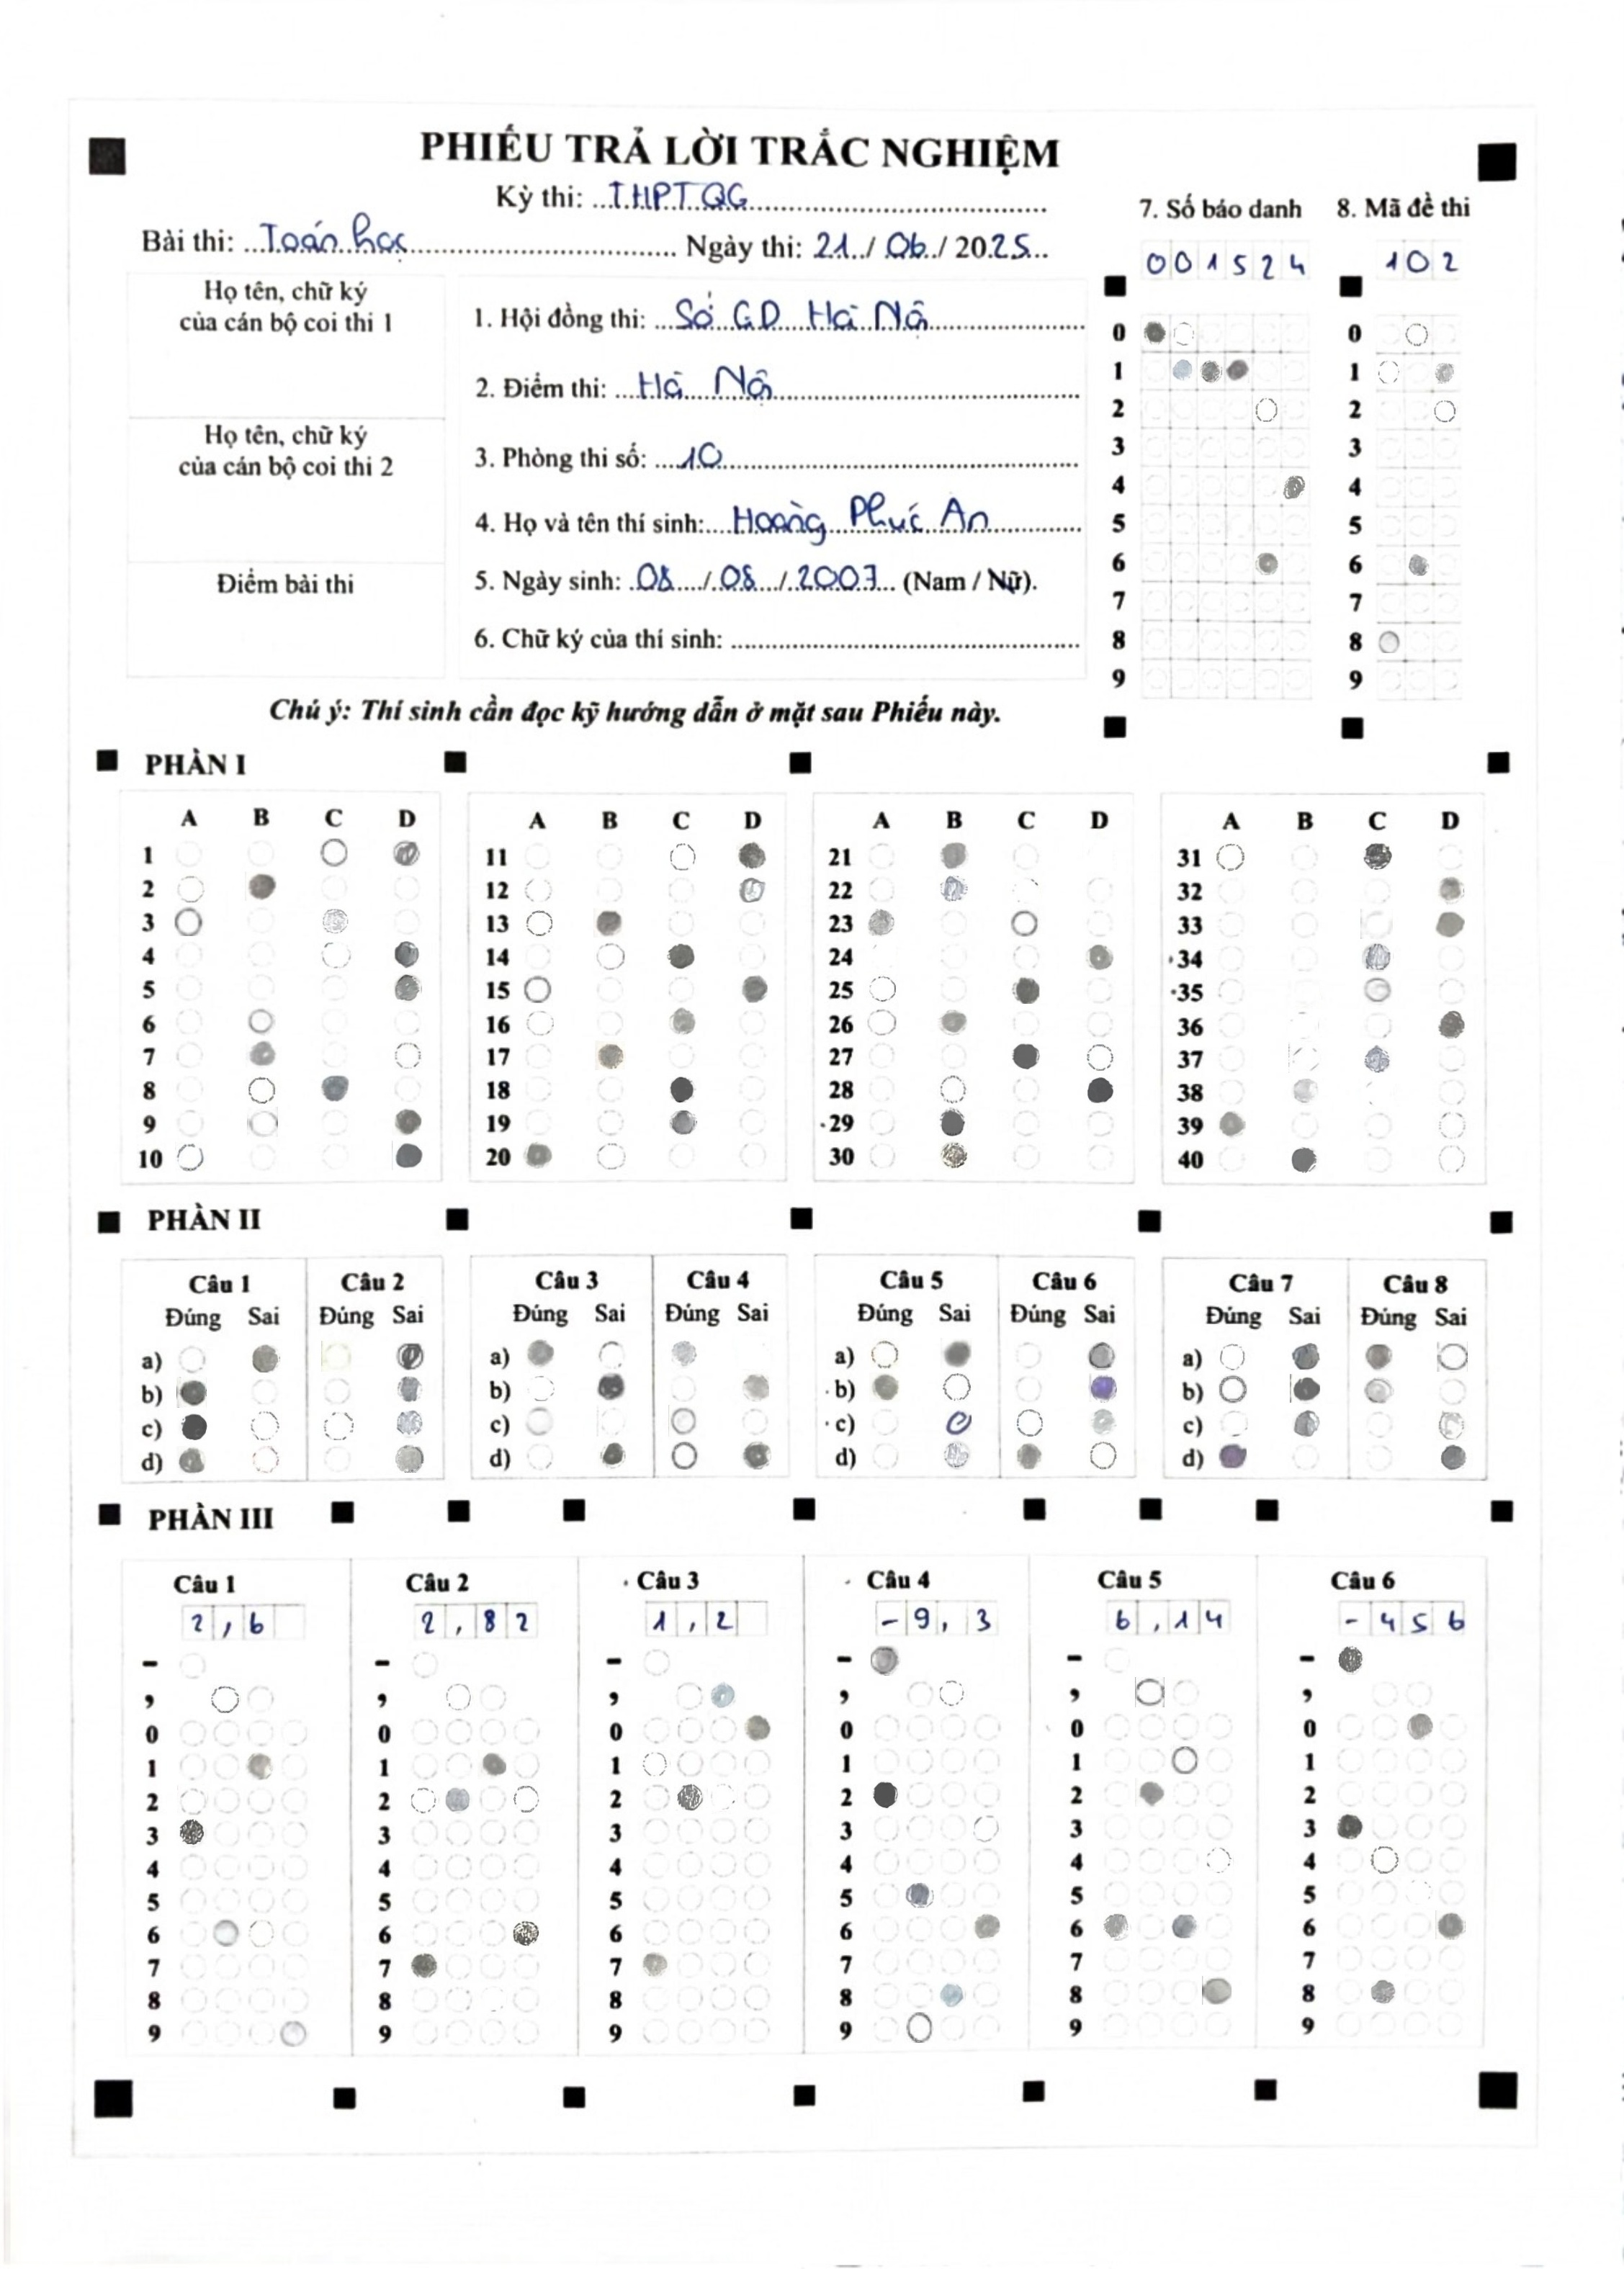 PHIẾU TRẢ LỜI TRẮC NGHIỆM
Kỳ thi: THPTQG
Bài thi: Toán học Ngày thi: 21 / 06 / 2025
7. Số báo danh 8. Mã đề thi
001524 102
Họ tên, chữ ký
của cán bộ coi thi 1
Họ tên, chữ ký
của cán bộ coi thi 2
Điểm bài thi
1. Hội đồng thi: Sở GD Hà Nội
2. Điểm thi: Hà Nội
3. Phòng thi số: 10
4. Họ và tên thí sinh: Hoàng Phúc An
5. Ngày sinh: 08 / 08 / 2007 (Nam / Nữ).
6. Chữ ký của thí sinh:
0 0
1 1
2 2
3 3
4 4
5 5
6 6
7 7
8 8
9 9
Chú ý: Thí sinh cần đọc kỹ hướng dẫn ở mặt sau Phiếu này.
PHẦN I
A B C D A B C D A B C D A B C D
1 11 21 31
2 12 22 32
3 13 23 33
4 14 24 34
5 15 25 35
6 16 26 36
7 17 27 37
8 18 28 38
9 19 29 39
10 20 30 40
PHẦN II
Câu 1 Câu 2 Câu 3 Câu 4 Câu 5 Câu 6 Câu 7 Câu 8
Đúng Sai Đúng Sai Đúng Sai Đúng Sai Đúng Sai Đúng Sai Đúng Sai Đúng Sai
a) a) a) a)
b) b) b) b)
c) c) c) c)
d) d) d) d)
PHẦN III
Câu 1 Câu 2 Câu 3 Câu 4 Câu 5 Câu 6
2,6 2,82 1,2 -9,3 6,14 -456
- - - - - -
, , , , , ,
0 0 0 0 0 0
1 1 1 1 1 1
2 2 2 2 2 2
3 3 3 3 3 3
4 4 4 4 4 4
5 5 5 5 5 5
6 6 6 6 6 6
7 7 7 7 7 7
8 8 8 8 8 8
9 9 9 9 9 9